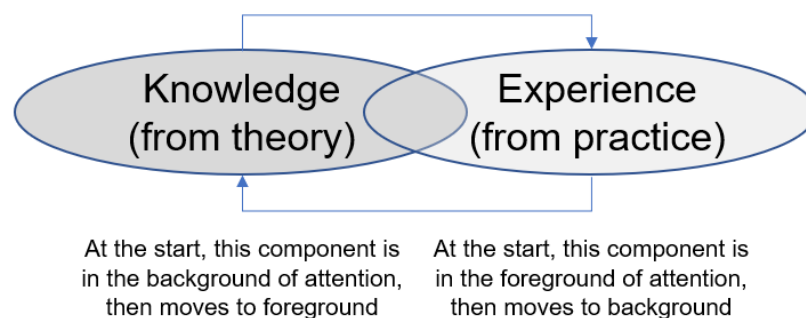 Knowledge
(from theory)
Experience
(from practice)
At the start, this component is
in the background of attention,
then moves to foreground
At the start, this component is
in the foreground of attention,
then moves to background